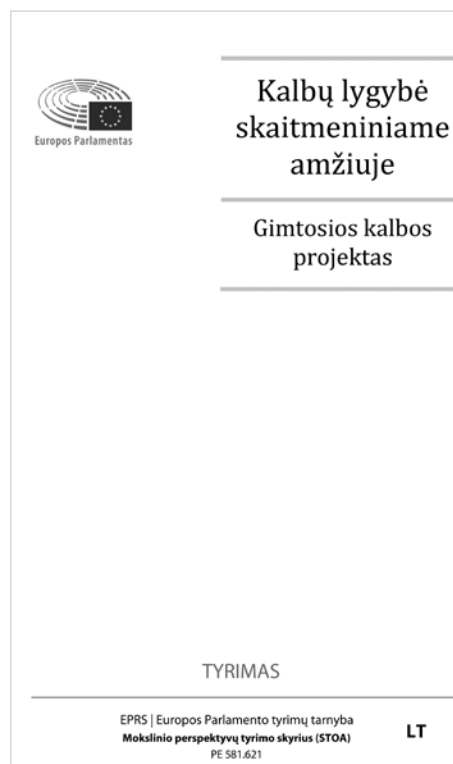 Europos Parlamentas
Kalbų lygybė
skaitmeniniame
amžiuje
Gimtosios kalbos
projektas
TYRIMAS
EPRS | Europos Parlamento tyrimų tarnyba
Mokslinio perspektyvų tyrimo skyrius (STOA)
PE 581.621
LT